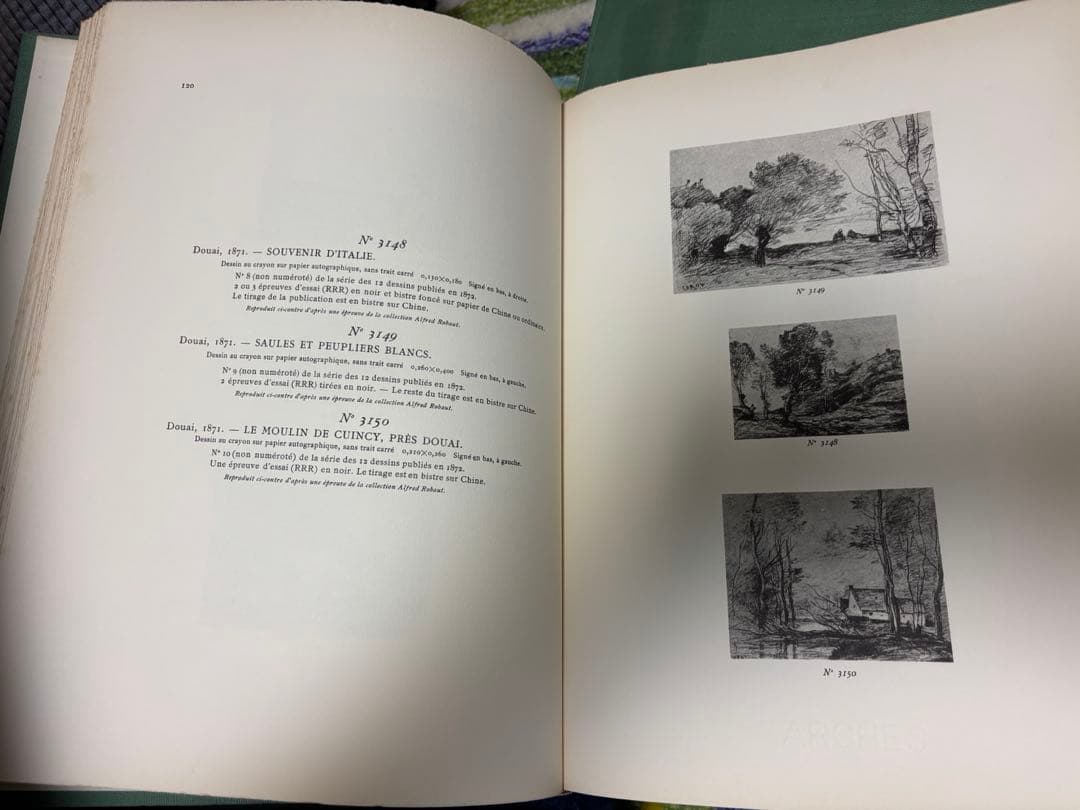 120
Nº 3148
Douai, 1871. — SOUVENIR D'ITALIE.
Dessin au crayon sur papier autographique, sans trait carré 0,130×0,180 Signé en bas, à droite.
Nº 8 (non numéroté) de la série des 12 dessins publiés en 1872.
2 ou 3 épreuves d'essai (RRR) en noir et bistre foncé sur papier de Chine ou ordinaire.
Le tirage de la publication est en bistre sur Chine.
Reproduit ci-contre d'après une épreuve de la collection Alfred Robaut.
Nº 3149
Douai, 1871. — SAULES ET PEUPLIERS BLANCS.
Dessin au crayon sur papier autographique, sans trait carré 0,260×0,400 Signé en bas, à gauche.
Nº 9 (non numéroté) de la série des 12 dessins publiés en 1872.
2 épreuves d'essai (RRR) tirées en noir. — Le reste du tirage est en bistre sur Chine.
Reproduit ci-contre d'après une épreuve de la collection Alfred Robaut.
Nº 3150
Douai, 1871. — LE MOULIN DE CUINCY, PRÈS DOUAI.
Dessin au crayon sur papier autographique, sans trait carré 0,210×0,260 Signé en bas, à gauche.
Nº 10 (non numéroté) de la série des 12 dessins publiés en 1872.
Une épreuve d'essai (RRR) en noir. Le tirage est en bistre sur Chine.
Reproduit ci-contre d'après une épreuve de la collection Alfred Robaut.
COROT
Nº 3149
Nº 3148
Nº 3150
ARCHES